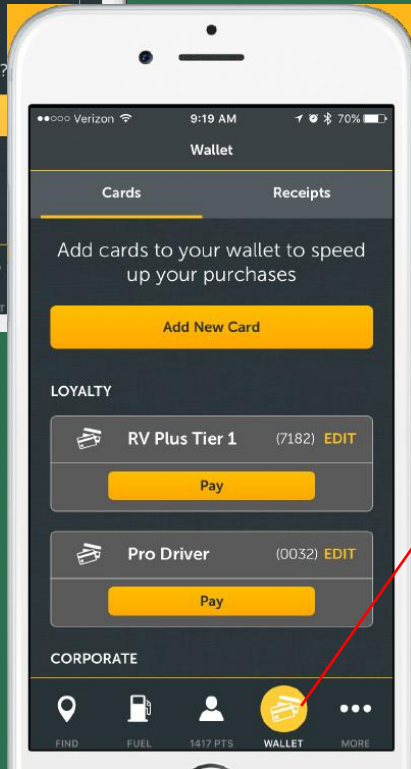 ?
T
●●○○○ Verizon 9:19 AM 70%
Wallet
Cards Receipts
Add cards to your wallet to speed
up your purchases
Add New Card
LOYALTY
RV Plus Tier 1 (7182) EDIT
Pay
Pro Driver (0032) EDIT
Pay
CORPORATE
FIND FUEL 1417 PTS WALLET MORE